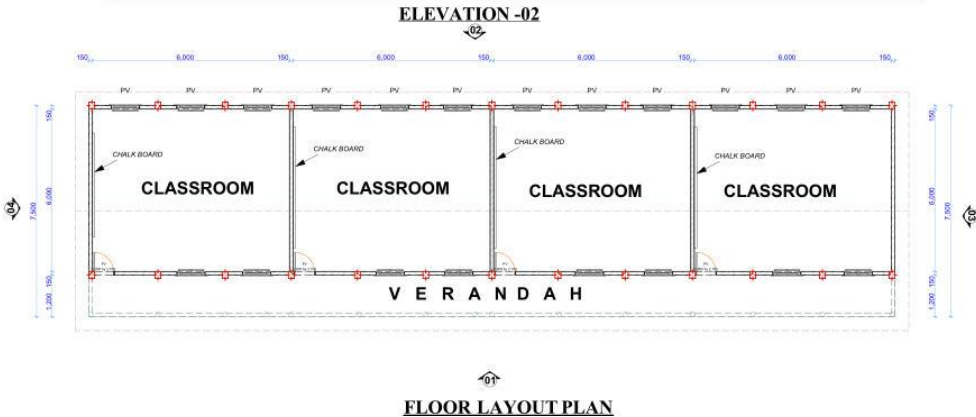 ELEVATION -02
02
150 6,000 150 6,000 150 6,000 150 6,000 150
PV PV PV PV PV PV PV PV PV PV PV PV
150 150
CHALK BOARD CHALK BOARD CHALK BOARD CHALK BOARD
CLASSROOM CLASSROOM CLASSROOM CLASSROOM
04 7,500 6,000 6,000 7,500 03
150 150
1,200 VERANDAH 1,200
01
FLOOR LAYOUT PLAN